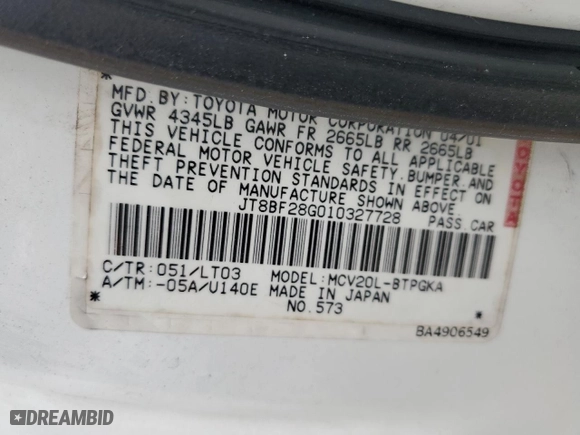 MFD. BY: TOYOTA MOTOR CORPORATION 04/01
GVWR 4345LB GAWR FR 2665LB RR 2665LB
THIS VEHICLE CONFORMS TO ALL APPLICABLE
FEDERAL MOTOR VEHICLE SAFETY, BUMPER, AND
THEFT PREVENTION STANDARDS IN EFFECT ON
THE DATE OF MANUFACTURE SHOWN ABOVE.
JT8BF28G010327728 PASS. CAR
C/TR: 051/LT03 MODEL: MCV20L-BTPGKA
A/TM: -05A/U140E MADE IN JAPAN
NO. 573
BA4906549
DREAMBID